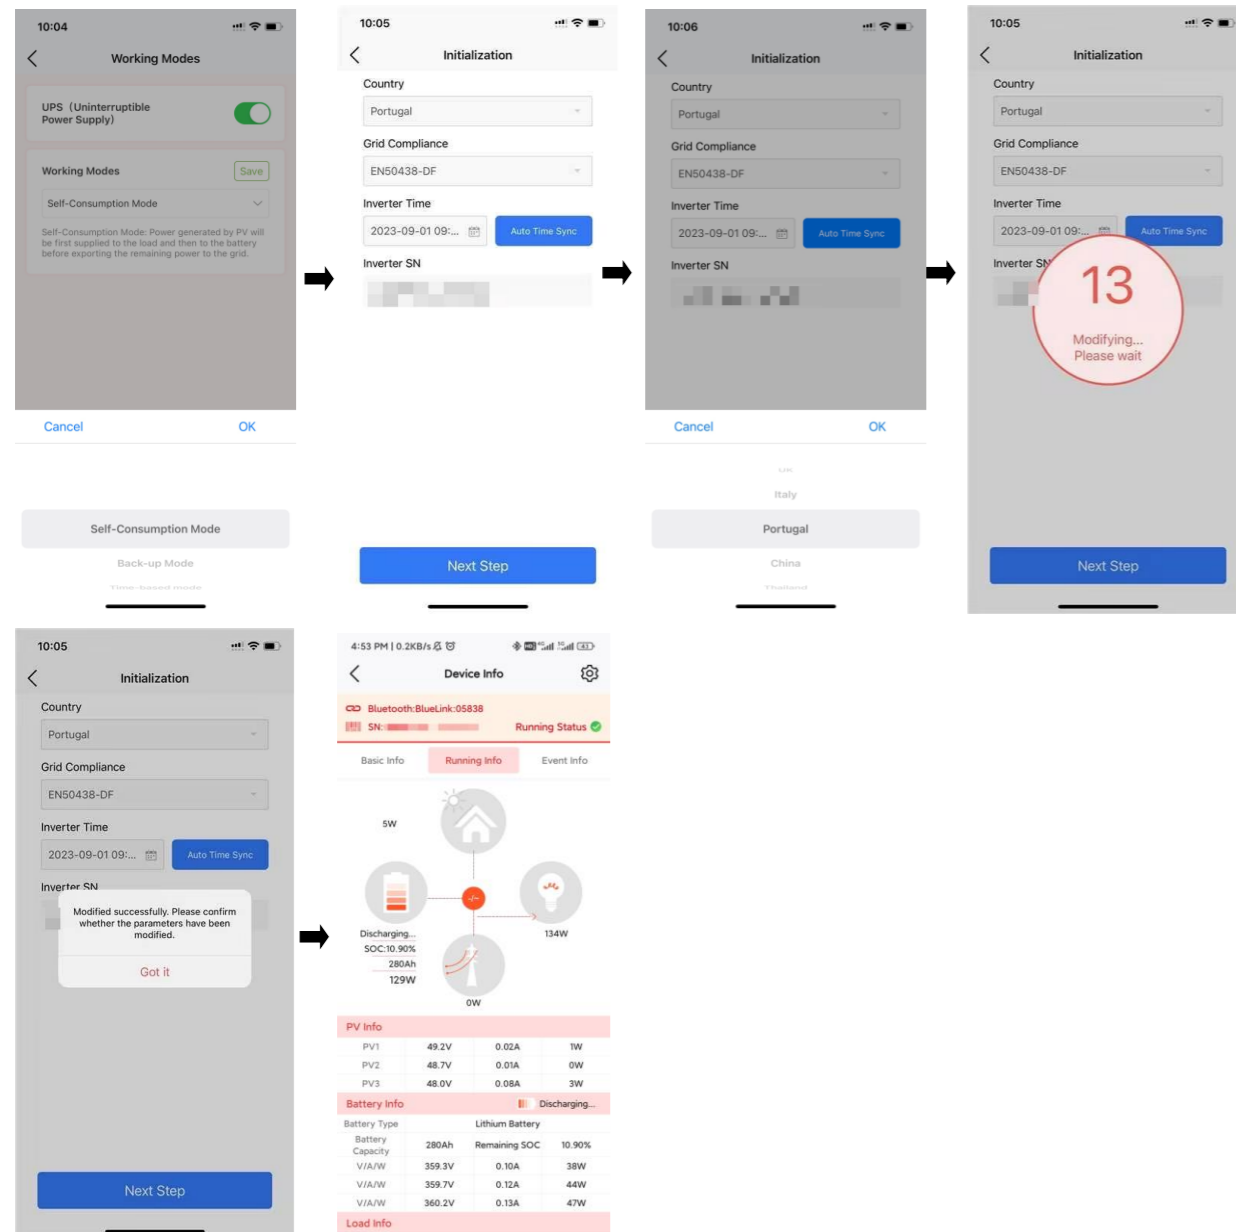 10:04
Working Modes
UPS（Uninterruptible
Power Supply）
Working Modes
Save
Self-Consumption Mode
Self-Consumption Mode: Power generated by PV will
be first supplied to the load and then to the battery
before exporting the remaining power to the grid.
Cancel
OK
Self-Consumption Mode
Back-up Mode
Time-based mode
10:05
Initialization
Country
Portugal
Grid Compliance
EN50438-DF
Inverter Time
2023-09-01 09:...
Auto Time Sync
Inverter SN
Next Step
10:06
Initialization
Country
Portugal
Grid Compliance
EN50438-DF
Inverter Time
2023-09-01 09:...
Auto Time Sync
Inverter SN
Cancel
OK
UK
Italy
Portugal
China
Thailand
10:05
Initialization
Country
Portugal
Grid Compliance
EN50438-DF
Inverter Time
2023-09-01 09:...
Auto Time Sync
Inverter SN
13
Modifying...
Please wait
Next Step
10:05
Initialization
Country
Portugal
Grid Compliance
EN50438-DF
Inverter Time
2023-09-01 09:...
Auto Time Sync
Inverter SN
Modified successfully. Please confirm
whether the parameters have been
modified.
Got it
Next Step
4:53 PM | 0.2KB/s
Device Info
Bluetooth:BlueLink:05838
SN:
Running Status
Basic Info Running Info Event Info
5W
Discharging...
SOC:10.90%
280Ah
129W
134W
0W
PV Info
PV1 49.2V 0.02A 1W
PV2 48.7V 0.01A 0W
PV3 48.0V 0.08A 3W
Battery Info Discharging...
Battery Type Lithium Battery
Battery
Capacity 280Ah Remaining SOC 10.90%
V/A/W 359.3V 0.10A 38W
V/A/W 359.7V 0.12A 44W
V/A/W 360.2V 0.13A 47W
Load Info